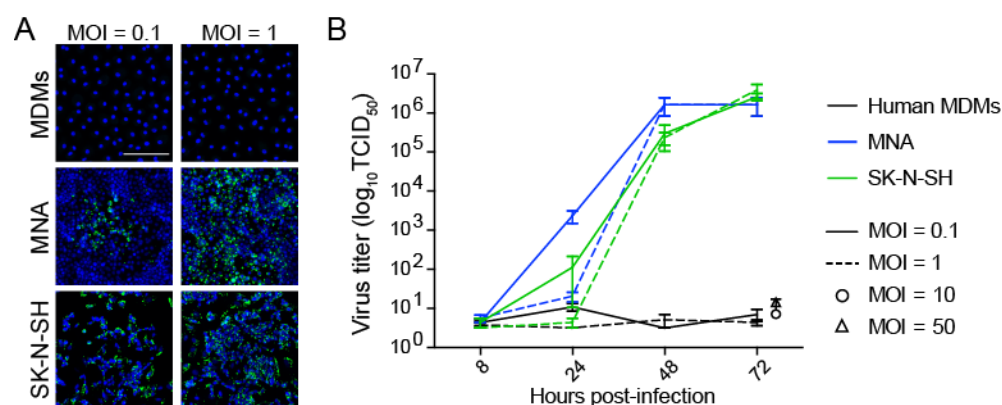 A
MOI = 0.1 MOI = 1
MDMs
MNA
SK-N-SH
B
Virus titer (log10 TCID50)
10^7
10^6
10^5
10^4
10^3
10^2
10^1
10^0
8 24 48 72
Hours post-infection
Human MDMs
MNA
SK-N-SH
MOI = 0.1
MOI = 1
MOI = 10
MOI = 50